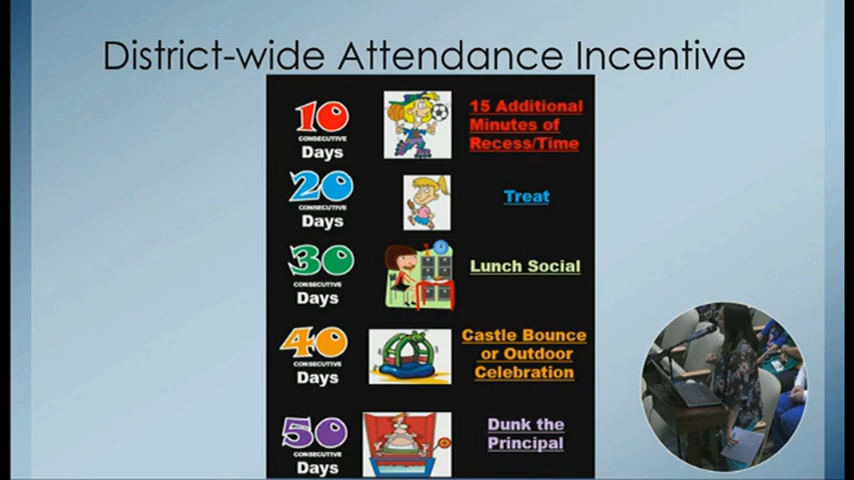 District-wide Attendance Incentive
10
CONSECUTIVE
Days
15 Additional
Minutes of
Recess/Time
20
CONSECUTIVE
Days
Treat
30
CONSECUTIVE
Days
Lunch Social
40
CONSECUTIVE
Days
Castle Bounce
or Outdoor
Celebration
50
CONSECUTIVE
Days
Dunk the
Principal